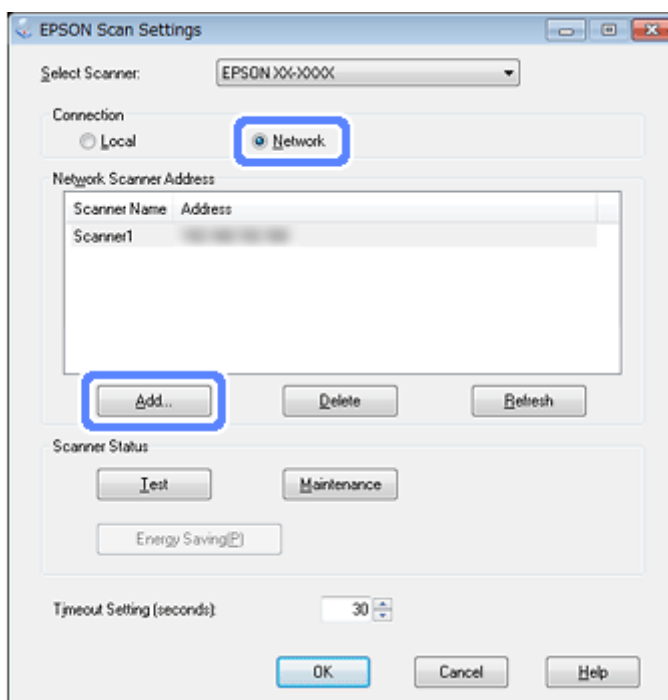 EPSON Scan Settings
Select Scanner: EPSON XX-XXXX
Connection
Local Network
Network Scanner Address
Scanner Name Address
Scanner1
Add... Delete Refresh
Scanner Status
Test Maintenance
Energy Saving(P)
Timeout Setting (seconds): 30
OK Cancel Help